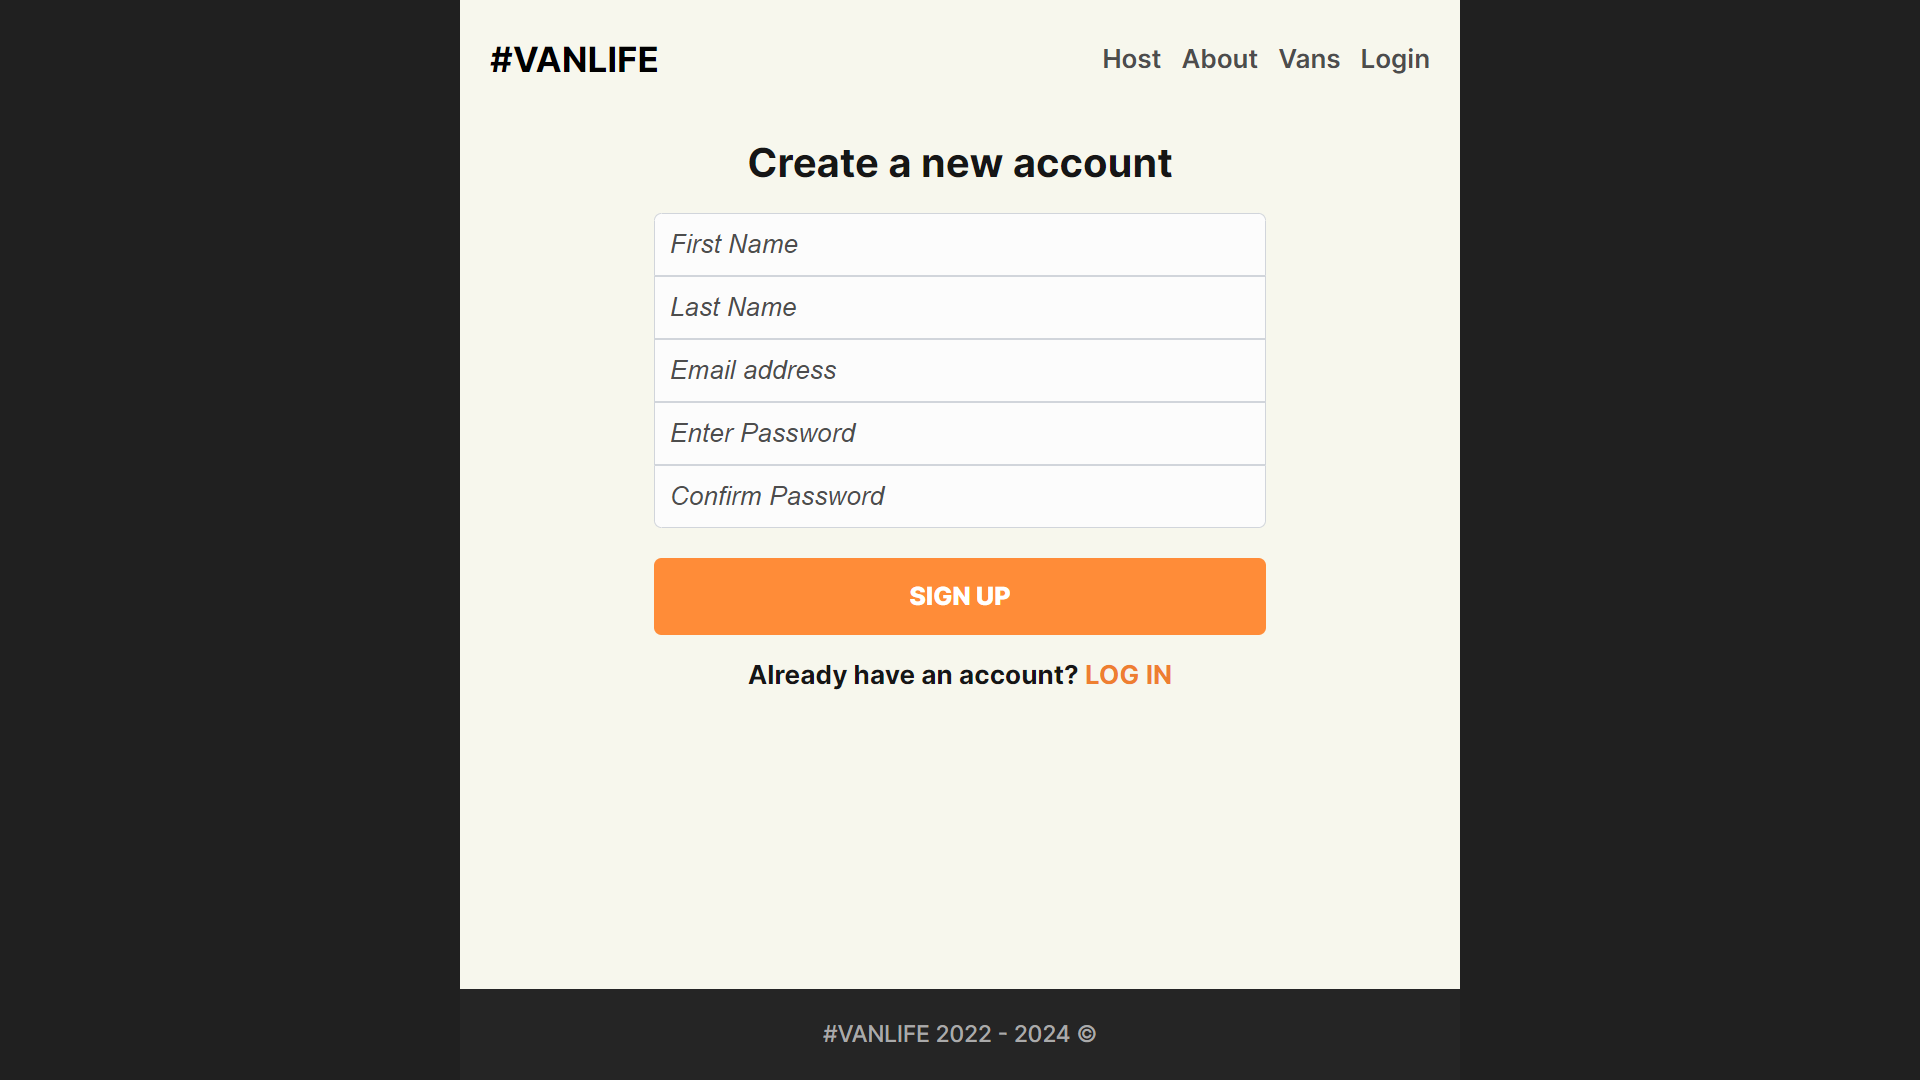 #VANLIFE
Host About Vans Login
Create a new account
First Name
Last Name
Email address
Enter Password
Confirm Password
SIGN UP
Already have an account? LOG IN
#VANLIFE 2022 - 2024 ©